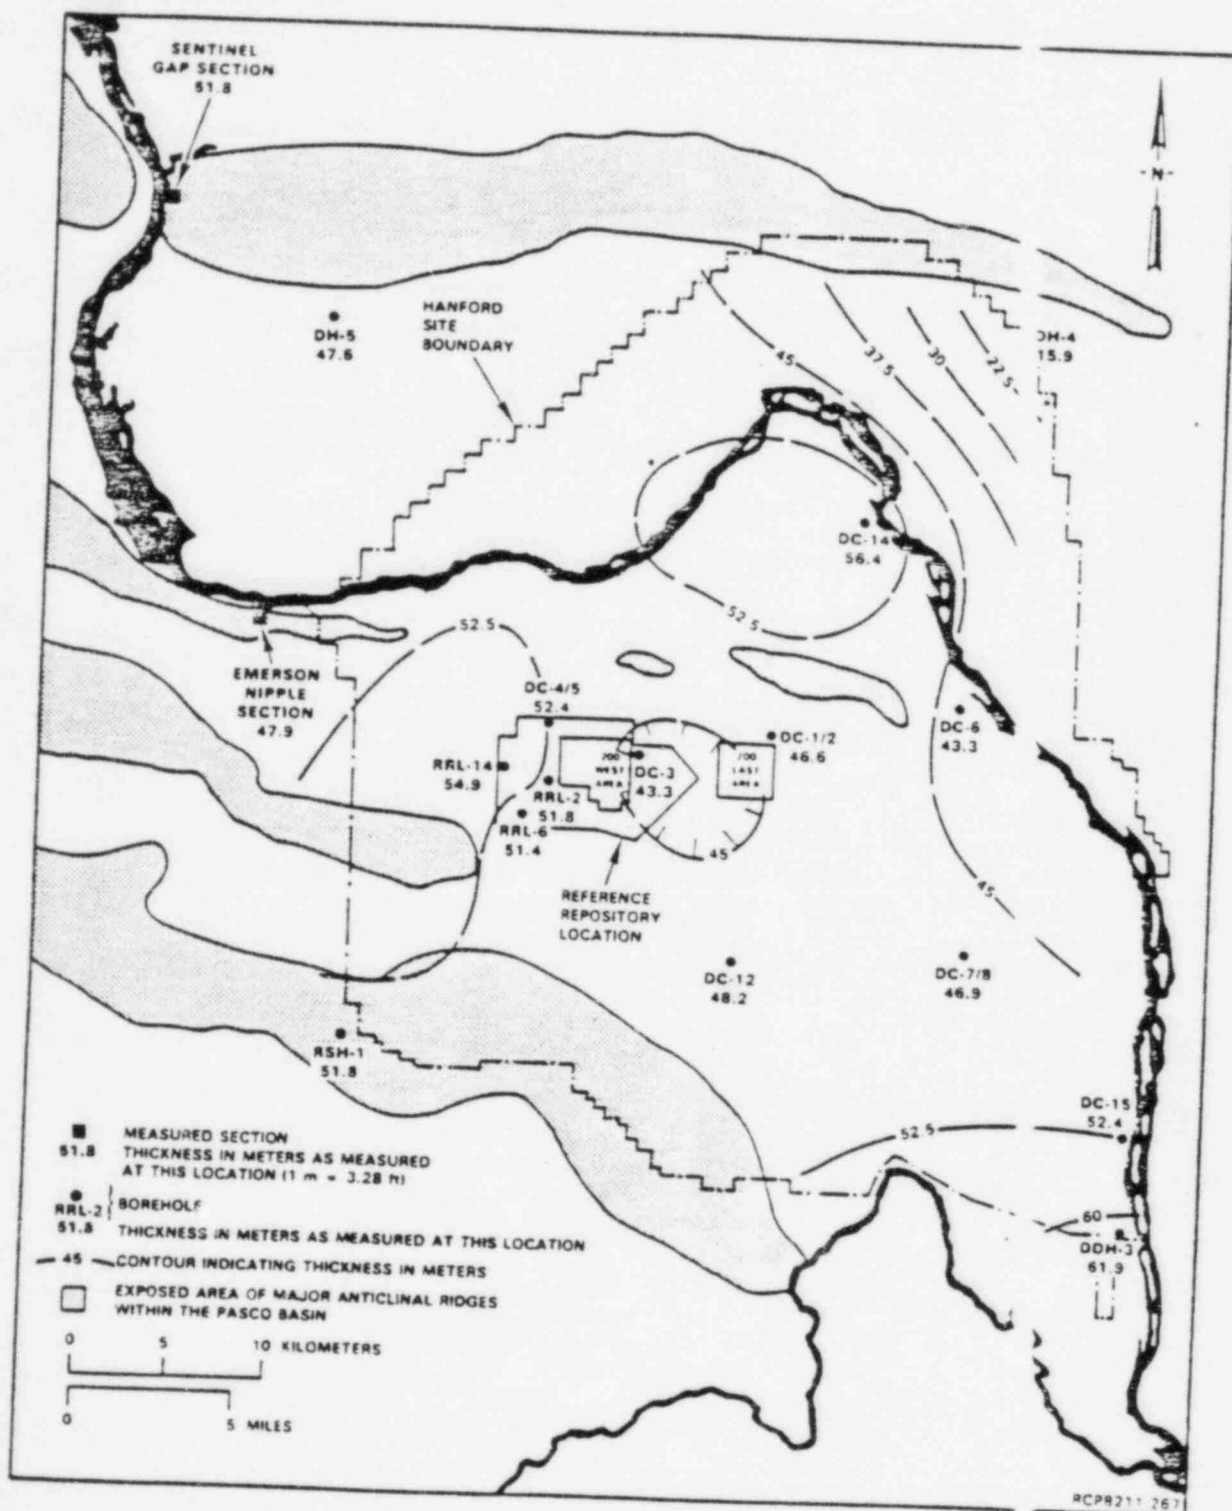 SENTINEL
GAP SECTION
51.8
-N-
HANFORD
SITE
BOUNDARY
DH-5
47.6
DH-4
15.9
45
37.5
30
22.5
DC-14
56.4
52.5
52.5
EMERSON
NIPPLE
SECTION
47.9
DC-4/5
52.4
DC-1/2
46.6
DC-6
43.3
RRL-14
54.9
200
WEST
AREA
DC-3
43.3
200
EAST
AREA
RRL-2
51.8
RRL-6
51.4
45
45
REFERENCE
REPOSITORY
LOCATION
DC-12
48.2
DC-7/8
46.9
RSH-1
51.8
DC-15
52.4
52.5
60
DDH-3
61.9
51.8
MEASURED SECTION
THICKNESS IN METERS AS MEASURED
AT THIS LOCATION (1 m = 3.28 ft)
RRL-2
51.8
BOREHOLE
THICKNESS IN METERS AS MEASURED AT THIS LOCATION
— 45 — CONTOUR INDICATING THICKNESS IN METERS
EXPOSED AREA OF MAJOR ANTICLINAL RIDGES
WITHIN THE PASCO BASIN
0 5 10 KILOMETERS
0 5 MILES
RCP8211 267